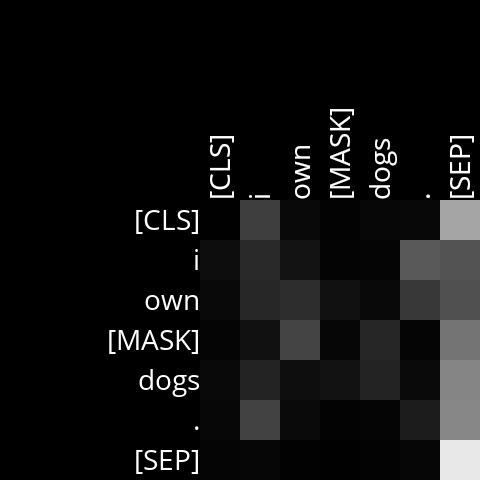 [CLS] i own [MASK] dogs . [SEP]
[CLS]
i
own
[MASK]
dogs
.
[SEP]